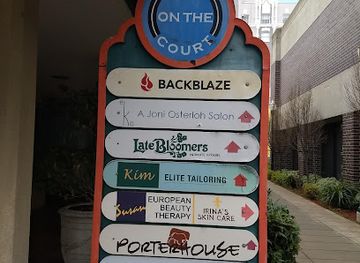 ON THE
COURT
BACKBLAZE
A Joni Osterloh Salon
Late Bloomers
Kim ELITE TAILORING
Susan EUROPEAN BEAUTY THERAPY IRINA'S SKIN CARE
PORTERHOUSE